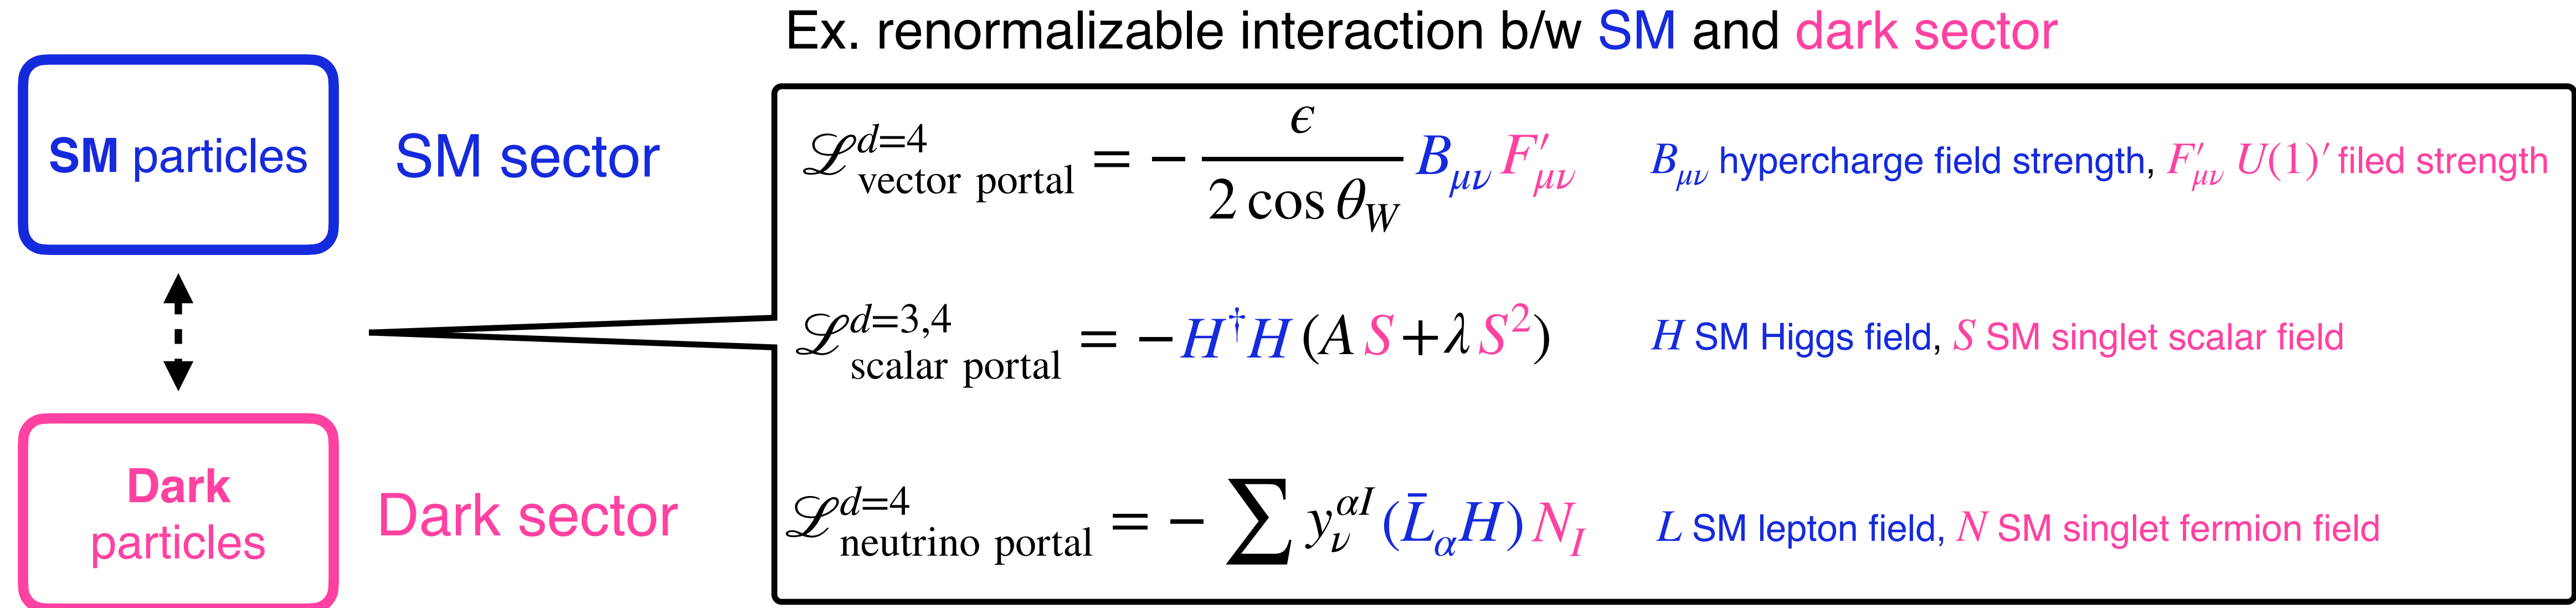 Ex. renormalizable interaction b/w SM and dark sector
SM particles
SM sector
Dark
particles
Dark sector
ℒ^{d=4}_{vector portal} = − \frac{ϵ}{2 cos θ_W} B_{μν} F′_{μν}
B_{μν} hypercharge field strength, F′_{μν} U(1)′ filed strength
ℒ^{d=3,4}_{scalar portal} = −H^†H (A S + λ S^2)
H SM Higgs field, S SM singlet scalar field
ℒ^{d=4}_{neutrino portal} = − ∑ y_ν^{αI} (L̄_α H) N_I
L SM lepton field, N SM singlet fermion field